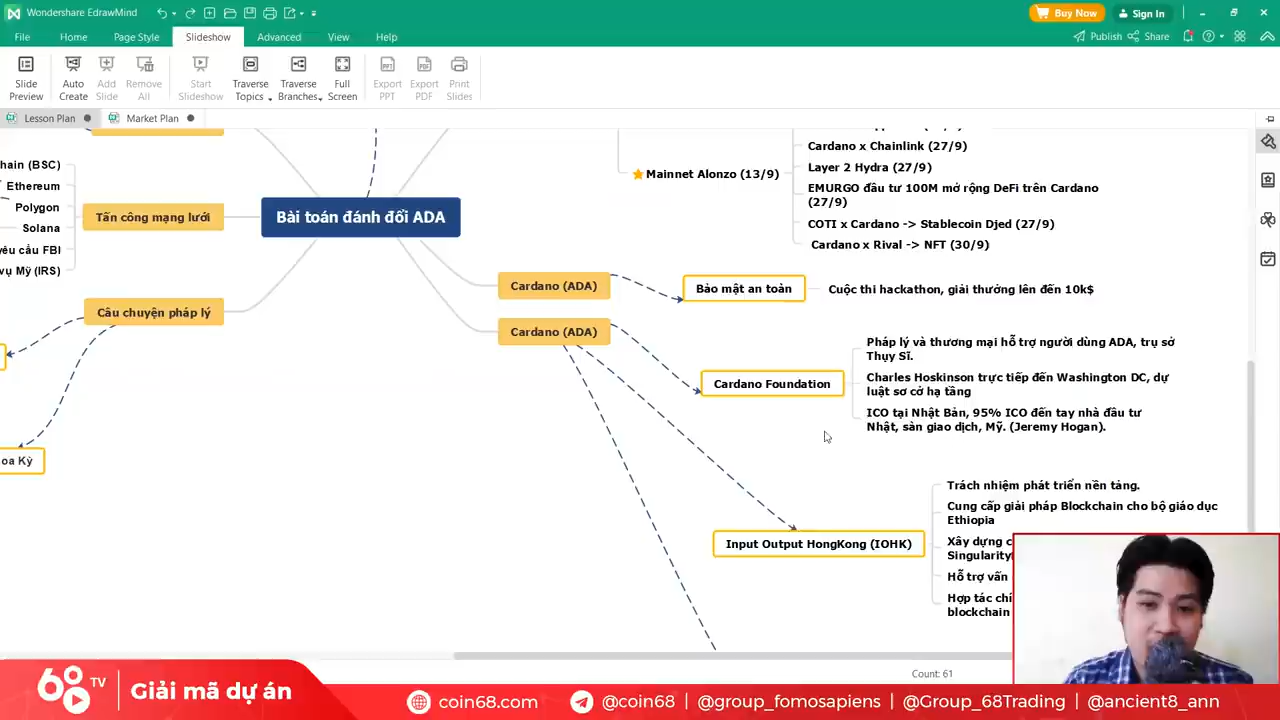 Wondershare EdrawMind
Buy Now
Sign In
File
Home
Page Style
Slideshow
Advanced
View
Help
Publish
Share
Slide Preview
Auto Create
Add Slide
Remove All
Start Slideshow
Traverse Topics
Traverse Branches
Full Screen
Export PPT
Export PDF
Print Slides
Lesson Plan
Market Plan
hain (BSC)
Ethereum
Polygon
Solana
yêu cầu FBI
vụ Mỹ (IRS)
Tấn công mạng lưới
Câu chuyện pháp lý
oa Kỳ
Bài toán đánh đổi ADA
Mainnet Alonzo (13/9)
Cardano x Chainlink (27/9)
Layer 2 Hydra (27/9)
EMURGO đầu tư 100M mở rộng DeFi trên Cardano
(27/9)
COTI x Cardano -> Stablecoin Djed (27/9)
Cardano x Rival -> NFT (30/9)
Cardano (ADA)
Bảo mật an toàn
Cuộc thi hackathon, giải thưởng lên đến 10k$
Cardano (ADA)
Cardano Foundation
Pháp lý và thương mại hỗ trợ người dùng ADA, trụ sở
Thụy Sĩ.
Charles Hoskinson trực tiếp đến Washington DC, dự
luật sơ cở hạ tầng
ICO tại Nhật Bản, 95% ICO đến tay nhà đầu tư
Nhật, sàn giao dịch, Mỹ. (Jeremy Hogan).
Input Output HongKong (IOHK)
Trách nhiệm phát triển nền tảng.
Cung cấp giải pháp Blockchain cho bộ giáo dục
Ethiopia
Xây dựng c
Singularity
Hỗ trợ vấn
Hợp tác chí
blockchain
Count: 61
68 TV
Giải mã dự án
coin68.com
@coin68 | @group_fomosapiens | @Group_68Trading | @ancient8_ann